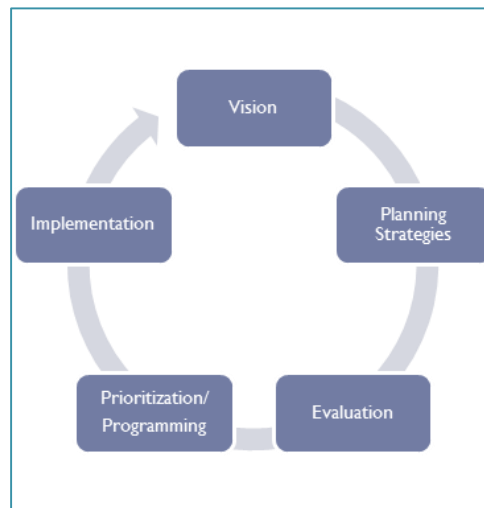 Vision
Planning
Strategies
Evaluation
Prioritization/
Programming
Implementation